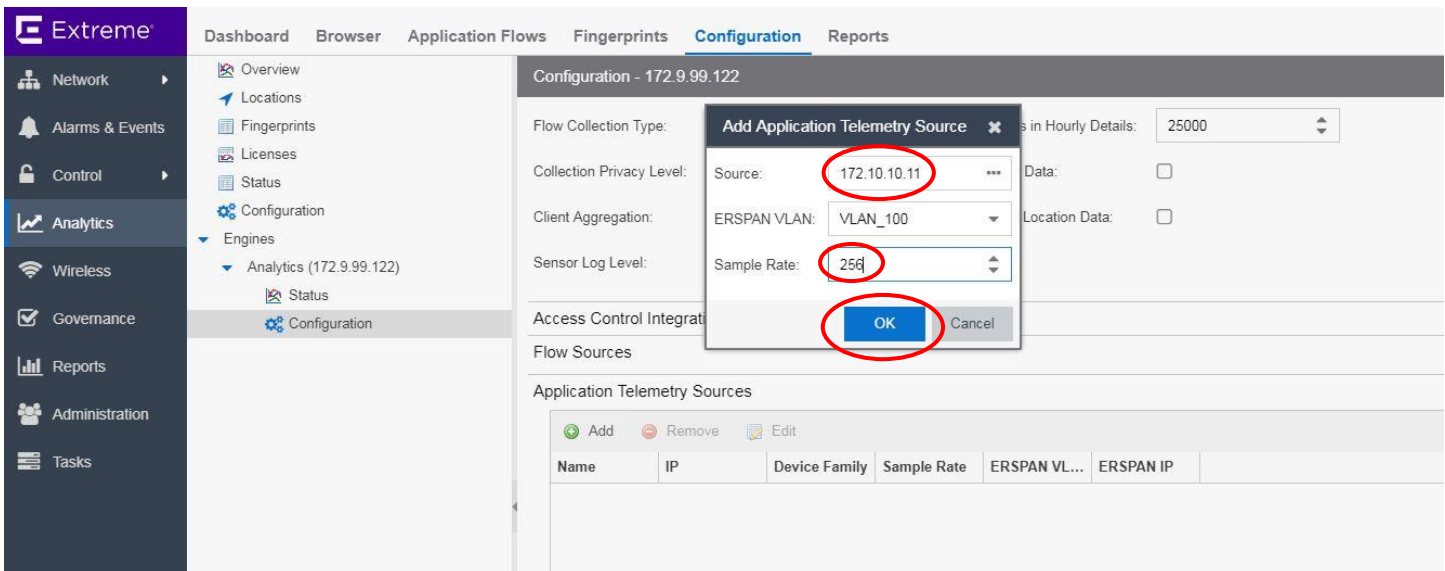 Extreme
Dashboard Browser Application Flows Fingerprints Configuration Reports
Network
Alarms & Events
Control
Analytics
Wireless
Governance
Reports
Administration
Tasks
Overview
Locations
Fingerprints
Licenses
Status
Configuration
Engines
Analytics (172.9.99.122)
Status
Configuration
Configuration - 172.9.99.122
Flow Collection Type:
s in Hourly Details: 25000
Collection Privacy Level:
Data:
Client Aggregation:
Location Data:
Sensor Log Level:
Add Application Telemetry Source
Source: 172.10.10.11
ERSPAN VLAN: VLAN_100
Sample Rate: 256
OK Cancel
Access Control Integrati
Flow Sources
Application Telemetry Sources
Add Remove Edit
Name IP Device Family Sample Rate ERSPAN VL... ERSPAN IP